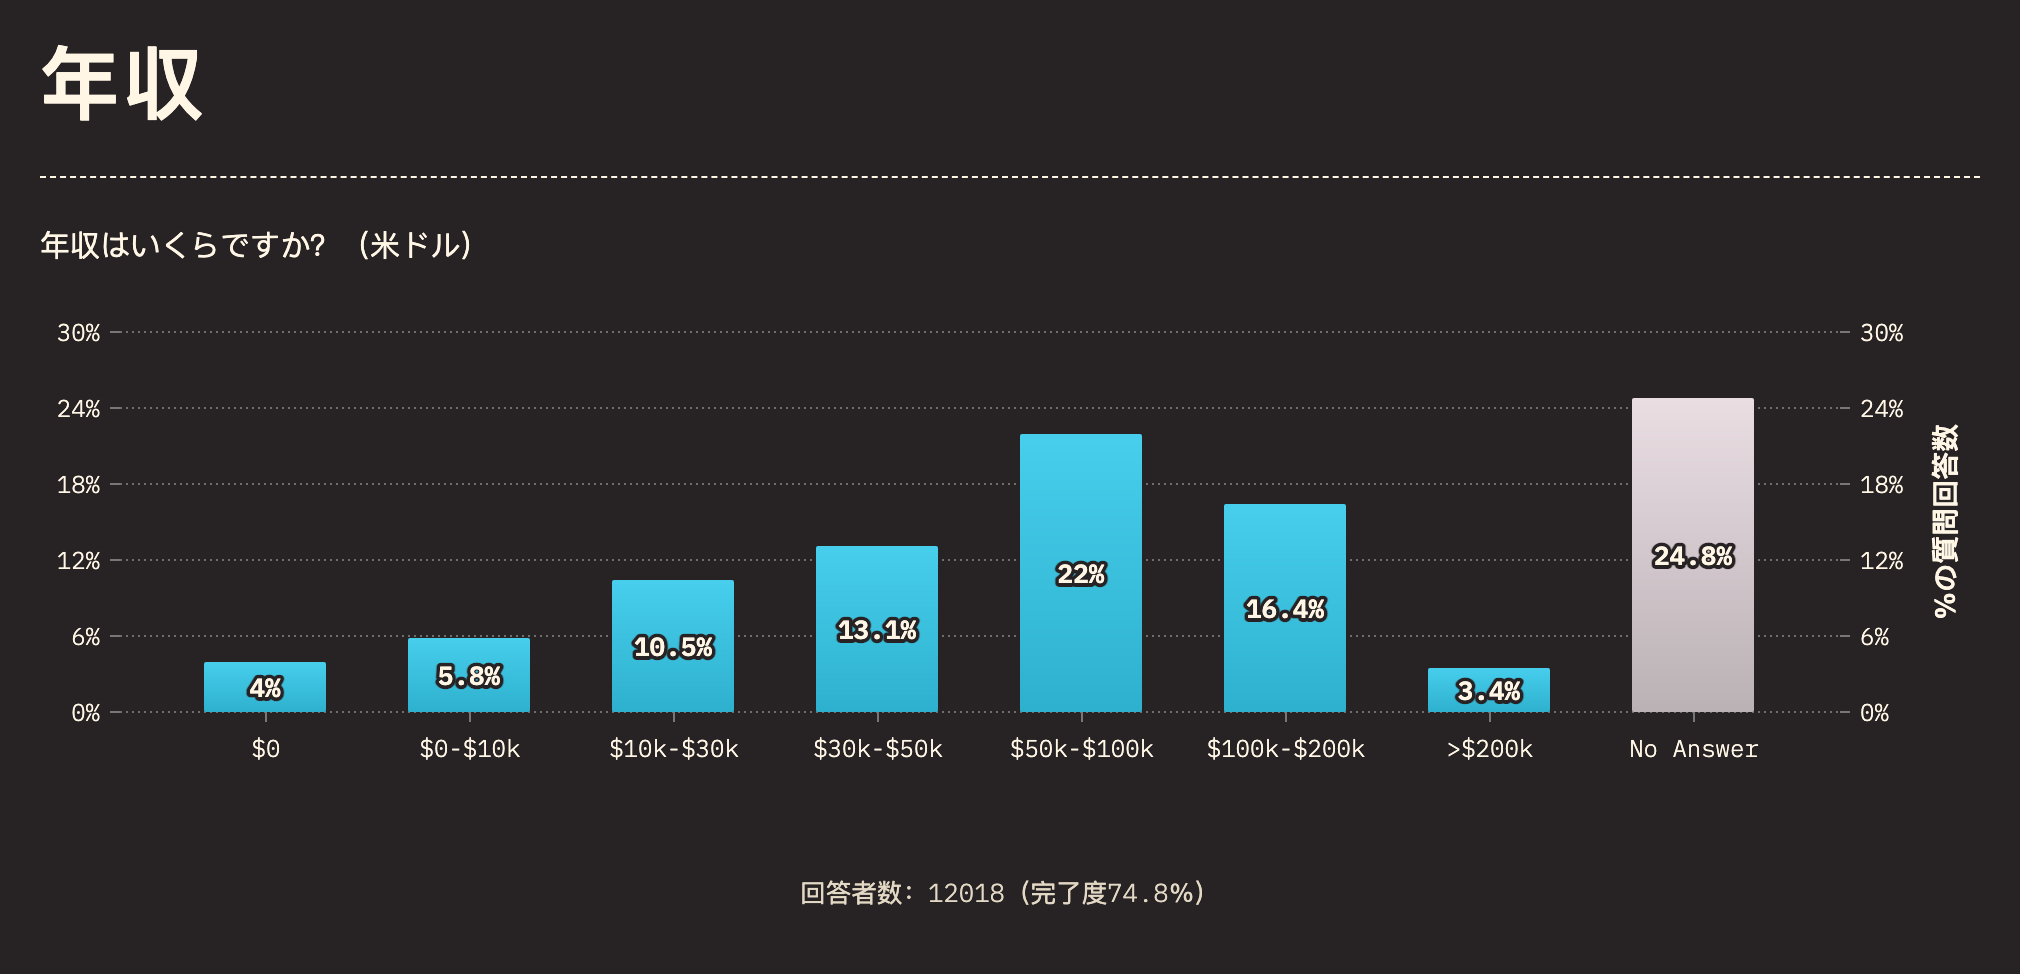 年収
年収はいくらですか? (米ドル)
30% 30%
24% 24%
18% 18%
12% 12%
6% 6%
0% 0%
%の質問回答数
4% 5.8% 10.5% 13.1% 22% 16.4% 3.4% 24.8%
$0 $0-$10k $10k-$30k $30k-$50k $50k-$100k $100k-$200k >$200k No Answer
回答者数: 12018 (完了度74.8%)